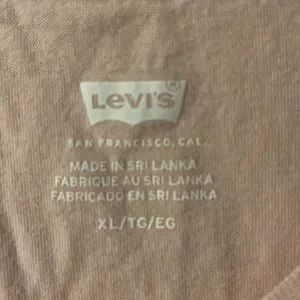 LEVI'S ®
SAN FRANCISCO, CAL.
MADE IN SRI LANKA
FABRIQUE AU SRI LANKA
FABRICADO EN SRI LANKA
XL/TG/EG